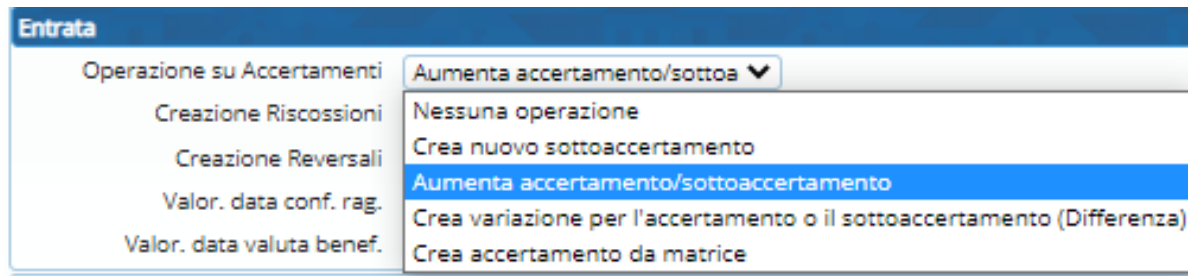 Entrata
Operazione su Accertamenti Aumenta accertamento/sottoa
Creazione Riscossioni Nessuna operazione
Creazione Reversali Crea nuovo sottoaccertamento
Valor. data conf. rag. Aumenta accertamento/sottoaccertamento
Valor. data valuta benef. Crea variazione per l'accertamento o il sottoaccertamento (Differenza)
Crea accertamento da matrice